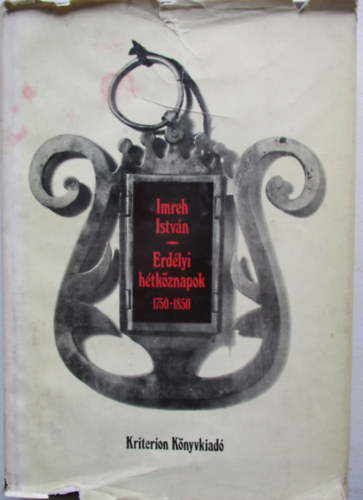 Imreh
István
Erdélyi
hétköznapok
1750-1850
Kriterion Könyvkiadó